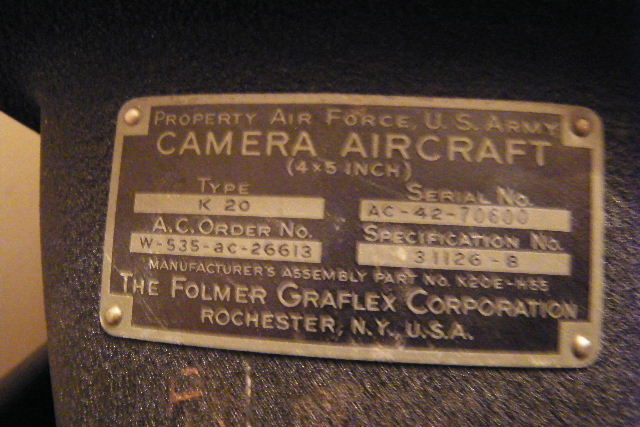 PROPERTY AIR FORCE, U.S. ARMY
CAMERA AIRCRAFT
(4x5 INCH)
TYPE
K 20
SERIAL NO.
AC-42-70600
A.C. ORDER NO.
W-535-ac-26613
SPECIFICATION NO.
31126-B
MANUFACTURER'S ASSEMBLY PART NO. K20E-H55
THE FOLMER GRAFLEX CORPORATION
ROCHESTER, N.Y. U.S.A.